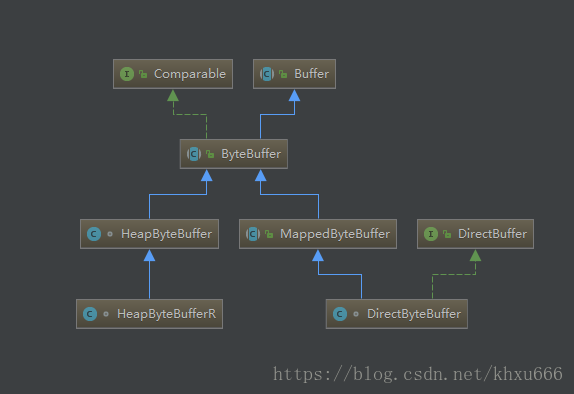 Comparable
Buffer
ByteBuffer
HeapByteBuffer
MappedByteBuffer
DirectBuffer
HeapByteBufferR
DirectByteBuffer
https://blog.csdn.net/khxu666